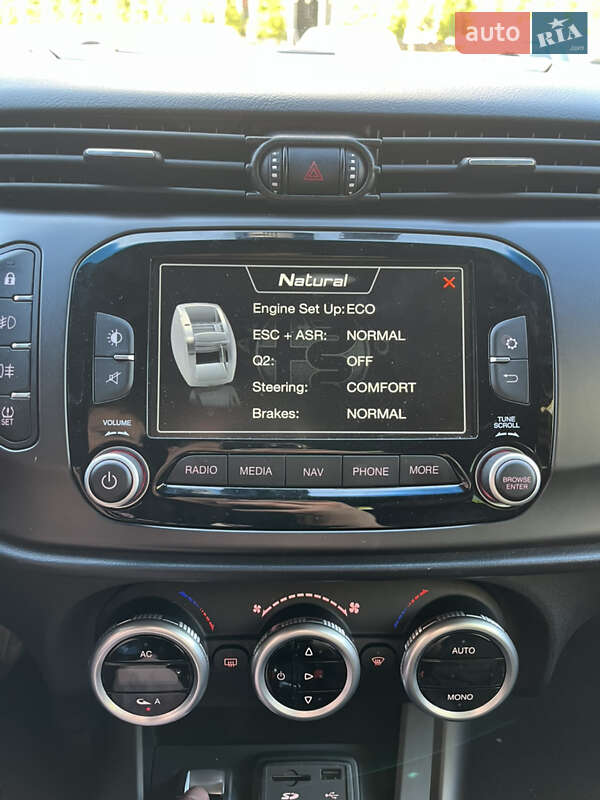 auto RIA .com
Natural
Engine Set Up: ECO
ESC + ASR: NORMAL
Q2: OFF
Steering: COMFORT
Brakes: NORMAL
SET
VOLUME
TUNE
SCROLL
RADIO
MEDIA
NAV
PHONE
MORE
BROWSE
ENTER
AC
A
AUTO
MONO